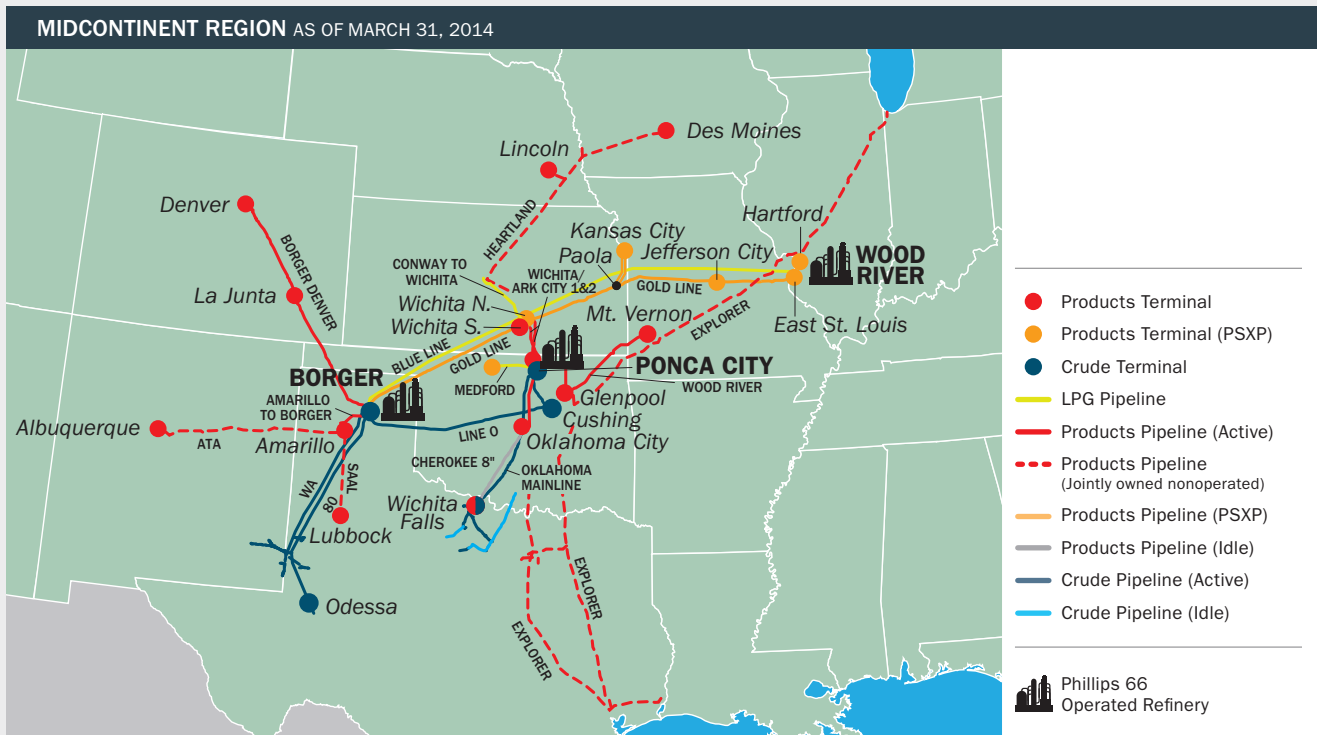 MIDCONTINENT REGION AS OF MARCH 31, 2014
Des Moines
Lincoln
Denver
HEARTLAND
Hartford
Kansas City
BORGER DENVER
Paola
Jefferson City
WOOD
RIVER
CONWAY TO
WICHITA
WICHITA/
ARK CITY 1&2
GOLD LINE
La Junta
Wichita N.
Mt. Vernon
EXPLORER
East St. Louis
Wichita S.
BLUE LINE
GOLD LINE
PONCA CITY
BORGER
MEDFORD
WOOD RIVER
AMARILLO
TO BORGER
Glenpool
Cushing
Albuquerque
ATA
Amarillo
LINE O
Oklahoma City
CHEROKEE 8"
OKLAHOMA
MAINLINE
WA
80
SAAL
Wichita
Falls
Lubbock
EXPLORER
Odessa
EXPLORER
Products Terminal
Products Terminal (PSXP)
Crude Terminal
LPG Pipeline
Products Pipeline (Active)
Products Pipeline
(Jointly owned nonoperated)
Products Pipeline (PSXP)
Products Pipeline (Idle)
Crude Pipeline (Active)
Crude Pipeline (Idle)
Phillips 66
Operated Refinery